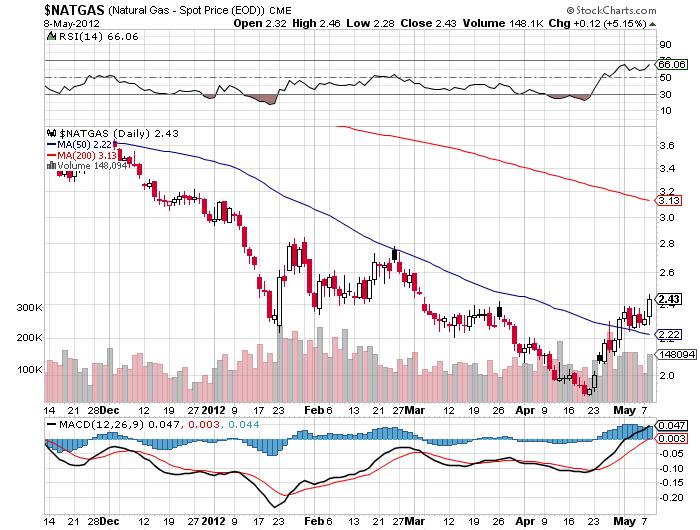 $NATGAS (Natural Gas - Spot Price (EOD)) CME © StockCharts.com
8-May-2012 Open 2.32 High 2.46 Low 2.28 Close 2.43 Volume 148.1K Chg +0.12 (+5.15%)
RSI(14) 66.06
90
70
66.06
50
30
10
$NATGAS (Daily) 2.43
MA(50) 2.22
MA(200) 3.13
Volume 148,094
3.6
3.4
3.2
3.13
3.0
2.8
2.6
2.43
2.4
300K
2.22
2.2
200K
148094
100K
2.0
14 21 28 Dec 12 19 27 2012 9 17 23 Feb 6 13 21 27 Mar 12 19 26 Apr 9 16 23 May 7
MACD(12,26,9) 0.047, 0.003, 0.044
0.047
0.003
-0.05
-0.10
-0.15
-0.20
14 21 28 Dec 12 19 27 2012 9 17 23 Feb 6 13 21 27 Mar 12 19 26 Apr 9 16 23 May 7